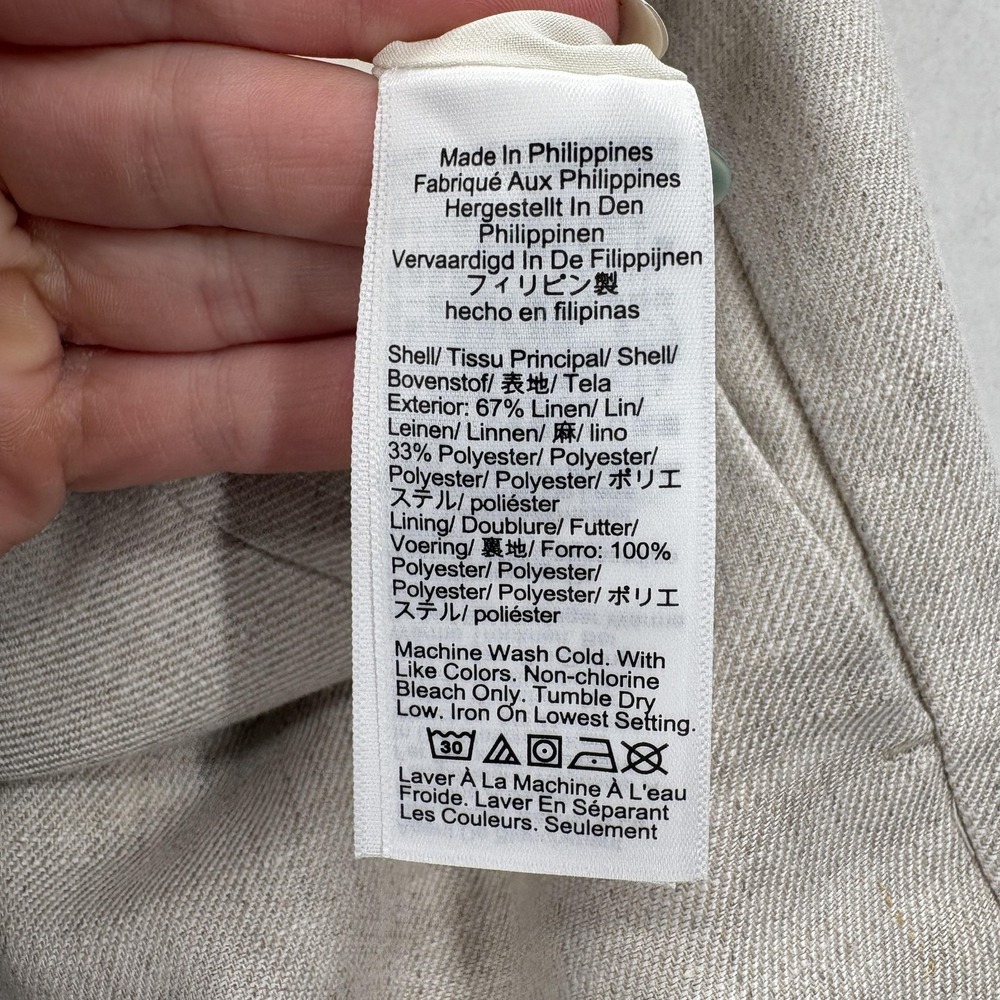 Made In Philippines
Fabriqué Aux Philippines
Hergestellt In Den
Philippinen
Vervaardigd In De Filippijnen
フィリピン製
hecho en filipinas
Shell/ Tissu Principal/ Shell/
Bovenstof/ 表地/ Tela
Exterior: 67% Linen/ Lin/
Leinen/ Linnen/ 麻/ lino
33% Polyester/ Polyester/
Polyester/ Polyester/ ポリエ
ステル/ poliéster
Lining/ Doublure/ Futter/
Voering/ 裏地/ Forro: 100%
Polyester/ Polyester/
Polyester/ Polyester/ ポリエ
ステル/ poliéster
Machine Wash Cold. With
Like Colors. Non-chlorine
Bleach Only. Tumble Dry
Low. Iron On Lowest Setting.
30
Laver À La Machine À L'eau
Froide. Laver En Séparant
Les Couleurs. Seulement